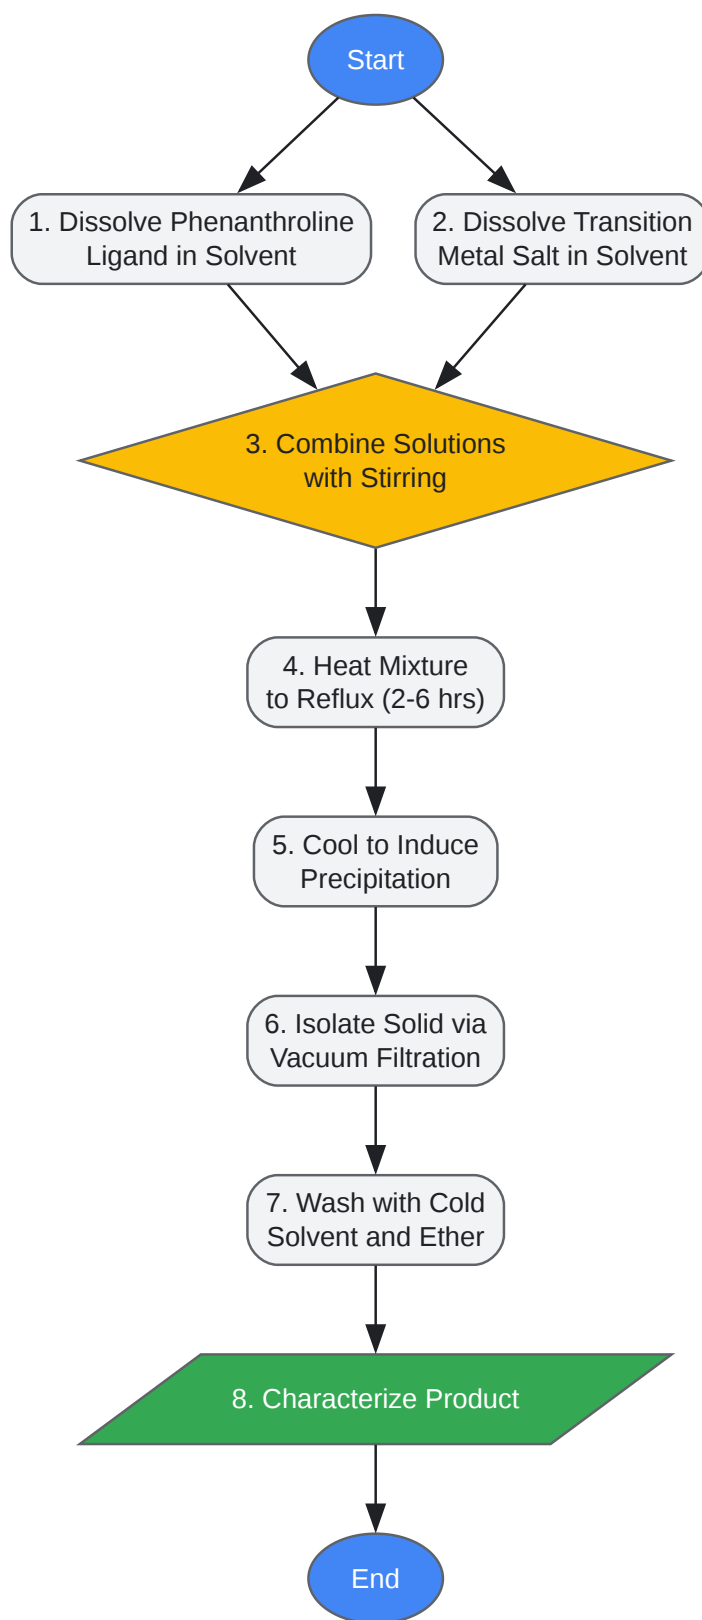 Start
1. Dissolve Phenanthroline
Ligand in Solvent
2. Dissolve Transition
Metal Salt in Solvent
3. Combine Solutions
with Stirring
4. Heat Mixture
to Reflux (2-6 hrs)
5. Cool to Induce
Precipitation
6. Isolate Solid via
Vacuum Filtration
7. Wash with Cold
Solvent and Ether
8. Characterize Product
End